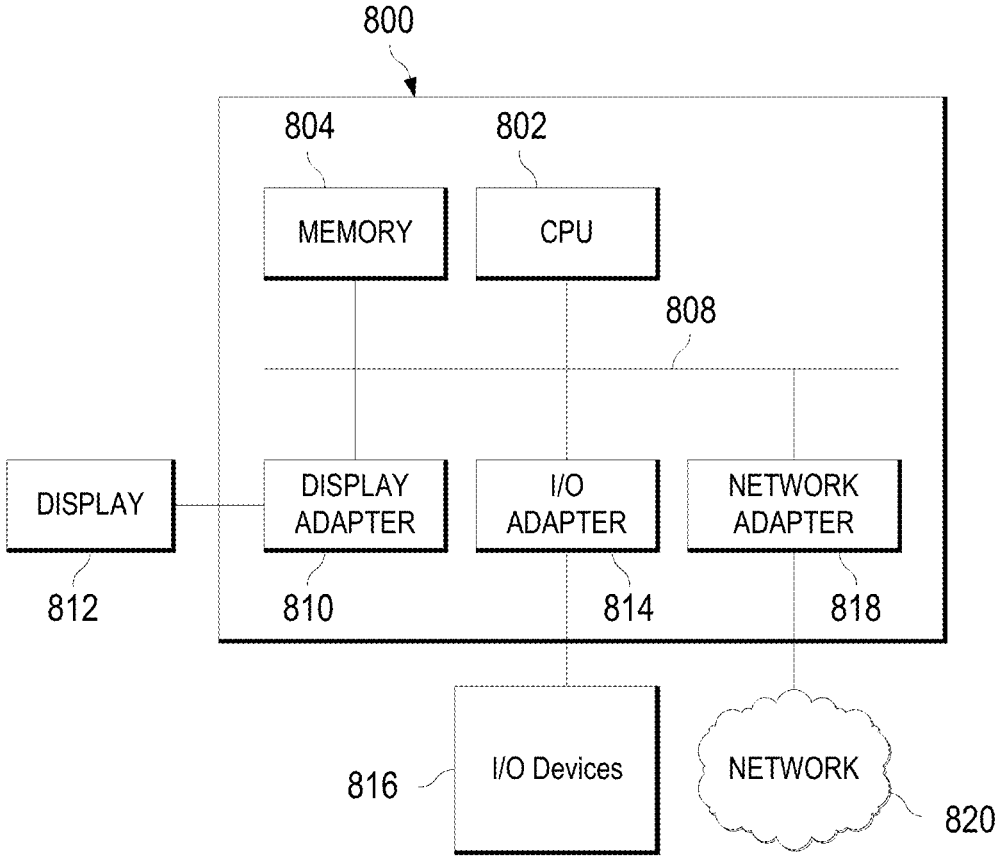 800
804
802
MEMORY
CPU
808
DISPLAY
DISPLAY
ADAPTER
I/O
ADAPTER
NETWORK
ADAPTER
812
810
814
818
I/O Devices
NETWORK
816
820